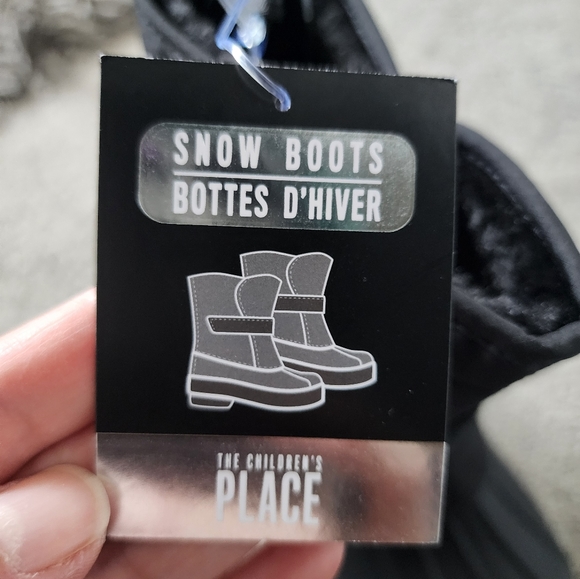 SNOW BOOTS
BOTTES D'HIVER
THE CHILDREN'S
PLACE